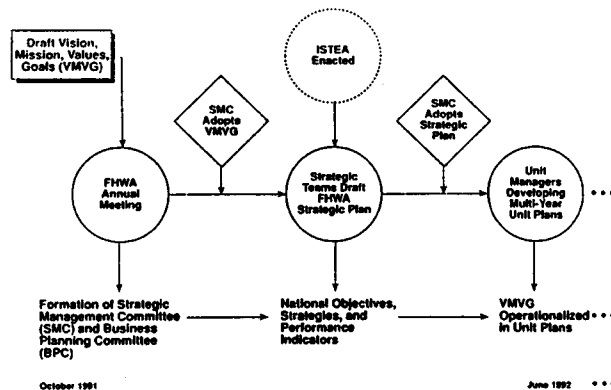 Draft Vision,
Mission, Values,
Goals (VMVG)
ISTEA
Enacted
SMC
Adopts
VMVG
SMC
Adopts
Strategic
Plan
FHWA
Annual
Meeting
Strategic
Teams Draft
FHWA
Strategic Plan
Unit
Managers
Developing
Multi-Year
Unit Plans
Formation of Strategic
Management Committee
(SMC) and Business
Planning Committee
(BPC)
National Objectives,
Strategies, and
Performance
Indicators
VMVG
Operationalized
in Unit Plans
October 1991
June 1992